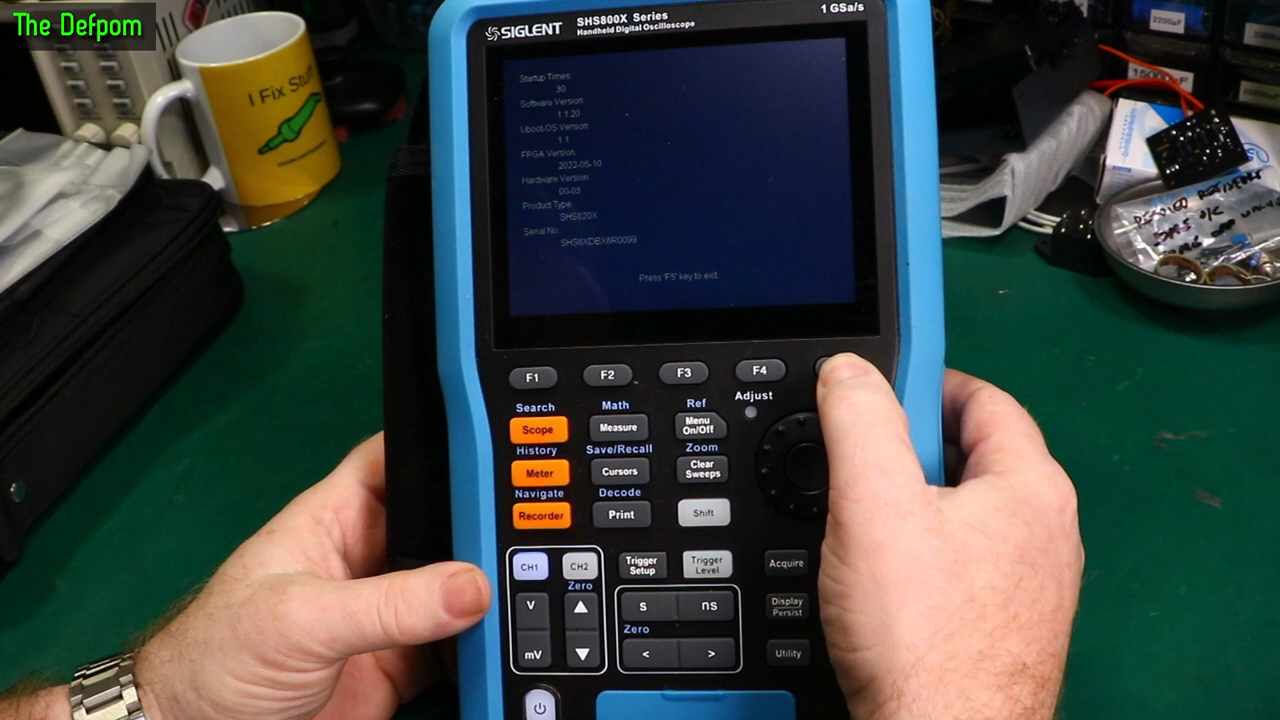 The Defpom
SIGLENT
SHS800X Series
Handheld Digital Oscilloscope
1 GSa/s
I Fix Stuff
Startup Times:
30
Software Version
1.1.20
Uboot-OS Version
1.1
FPGA Version
2022-05-10
Hardware Version
00-03
Product Type:
SHS820X
Serial No.
SHS8XDBX6R0099
Press 'F5' key to exit.
2200µF
15000µF
F1
F2
F3
F4
Adjust
Search
Math
Ref
Scope
Measure
Menu
On/Off
History
Save/Recall
Zoom
Meter
Cursors
Clear
Sweeps
Navigate
Decode
Recorder
Print
Shift
CH1
CH2
Zero
V
mV
Trigger
Setup
Trigger
Level
Acquire
s
ns
Zero
<
>
Display
Persist
Utility